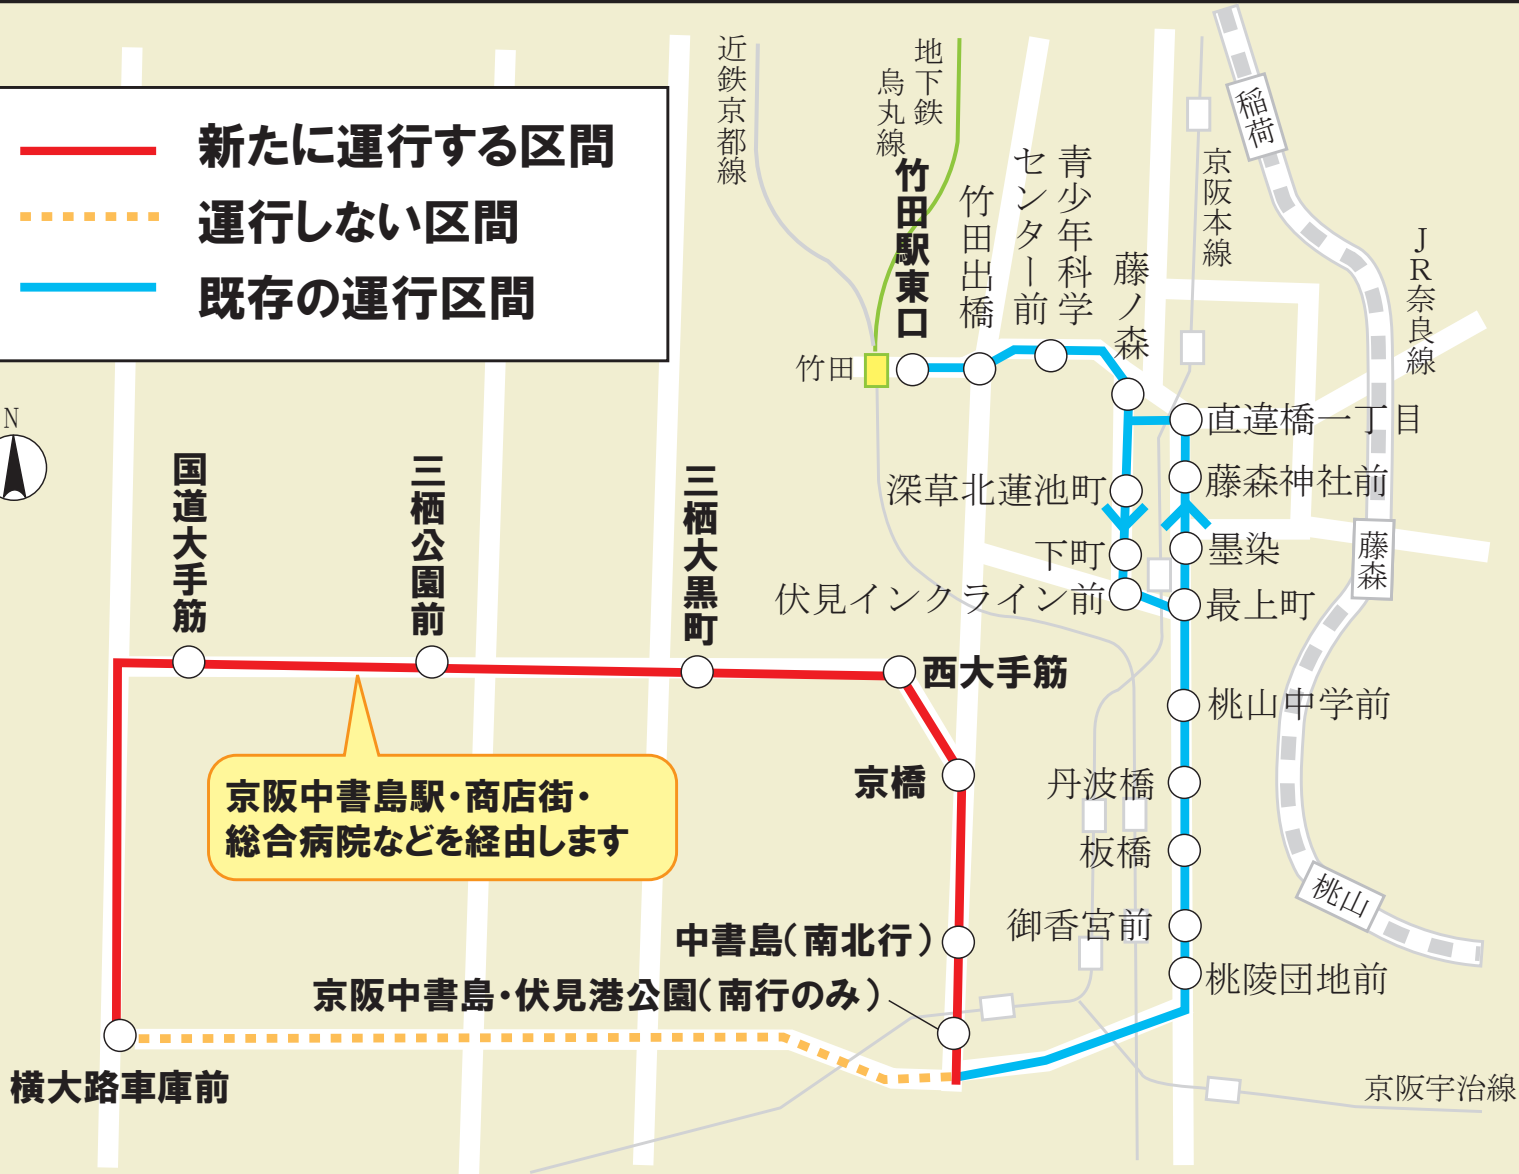 新たに運行する区間
運行しない区間
既存の運行区間
N
近鉄京都線
地下鉄
烏丸線
竹田駅東口
竹田出橋
青少年科学
センター前
藤ノ森
京阪本線
稲荷
JR奈良線
竹田
直違橋一丁目
深草北蓮池町
藤森神社前
下町
墨染
藤森
伏見インクライン前
最上町
国道大手筋
三栖公園前
三栖大黒町
西大手筋
桃山中学前
京橋
丹波橋
京阪中書島駅・商店街・
総合病院などを経由します
板橋
桃山
御香宮前
中書島(南北行)
桃陵団地前
京阪中書島・伏見港公園(南行のみ)
横大路車庫前
京阪宇治線